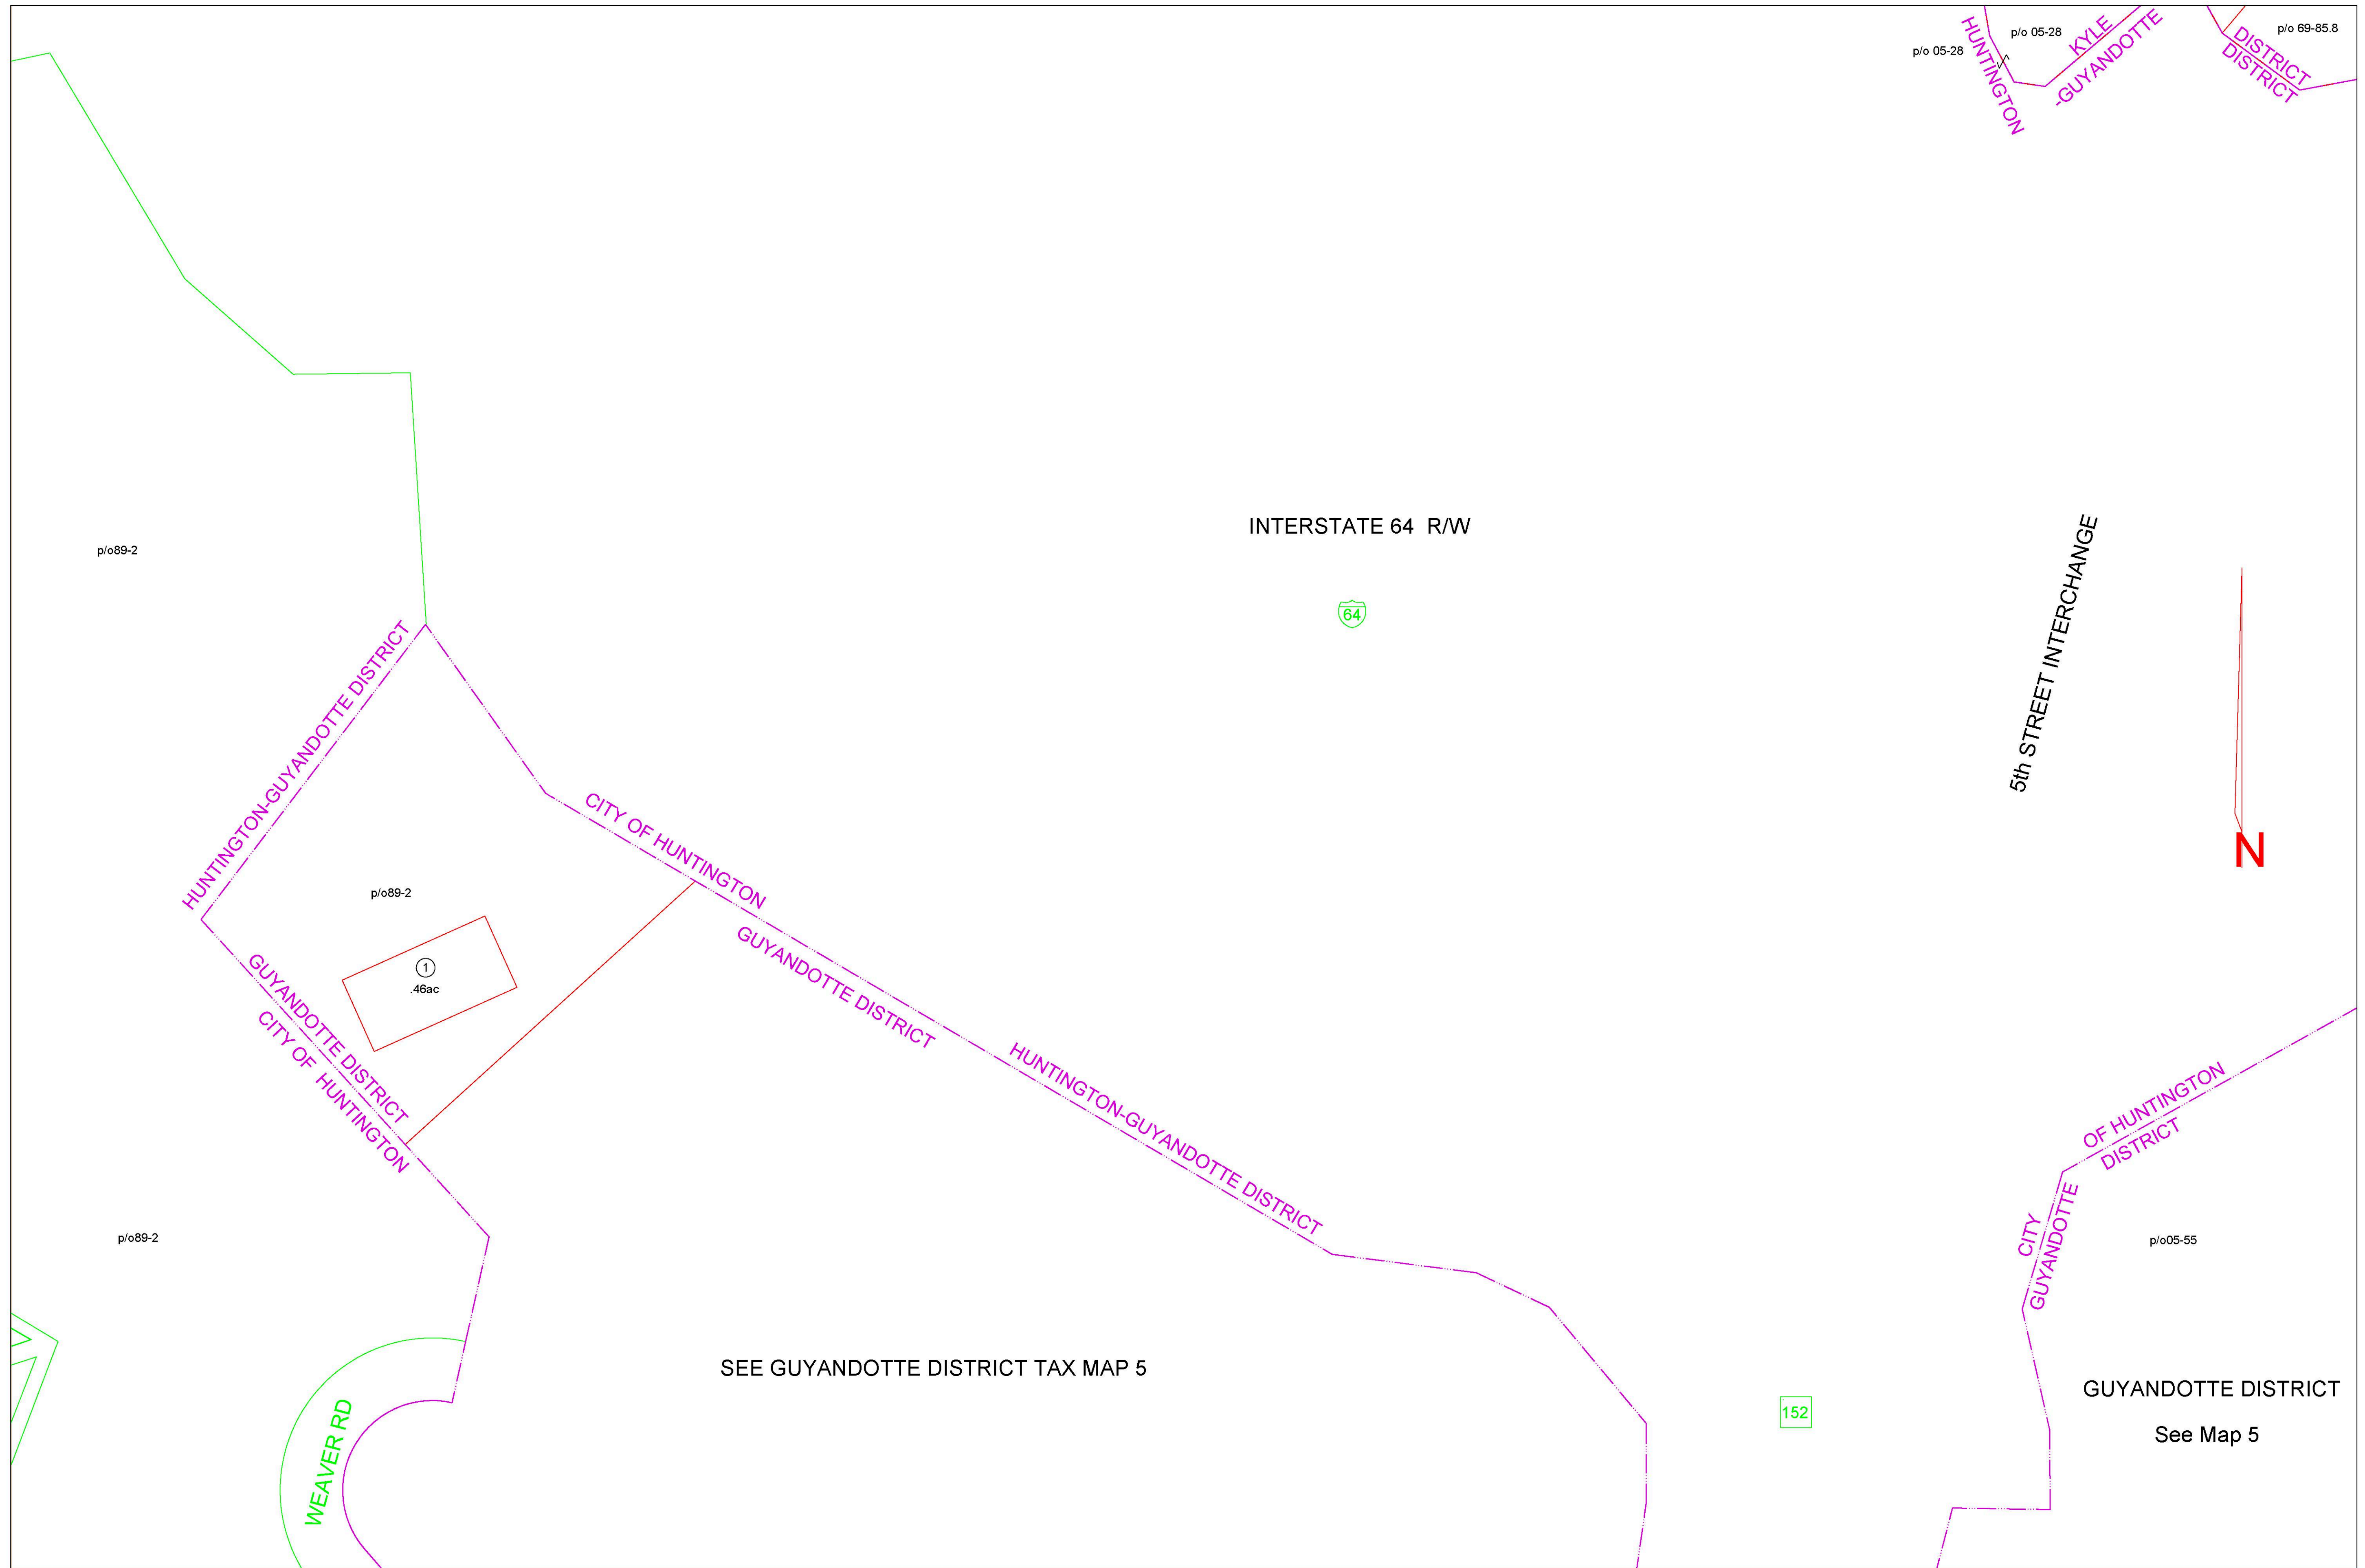 p/o 05-28
HUNTINGTON
p/o 05-28
KYLE
-GUYANDOTTE
DISTRICT
DISTRICT
p/o 69-85.8
p/o89-2
INTERSTATE 64 R/W
64
5th STREET INTERCHANGE
N
HUNTINGTON-GUYANDOTTE DISTRICT
CITY OF HUNTINGTON
GUYANDOTTE DISTRICT
p/o89-2
1
.46ac
GUYANDOTTE DISTRICT
CITY OF HUNTINGTON
HUNTINGTON-GUYANDOTTE DISTRICT
OF HUNTINGTON
DISTRICT
CITY
GUYANDOTTE
p/o05-55
p/o89-2
SEE GUYANDOTTE DISTRICT TAX MAP 5
GUYANDOTTE DISTRICT
See Map 5
152
WEAVER RD